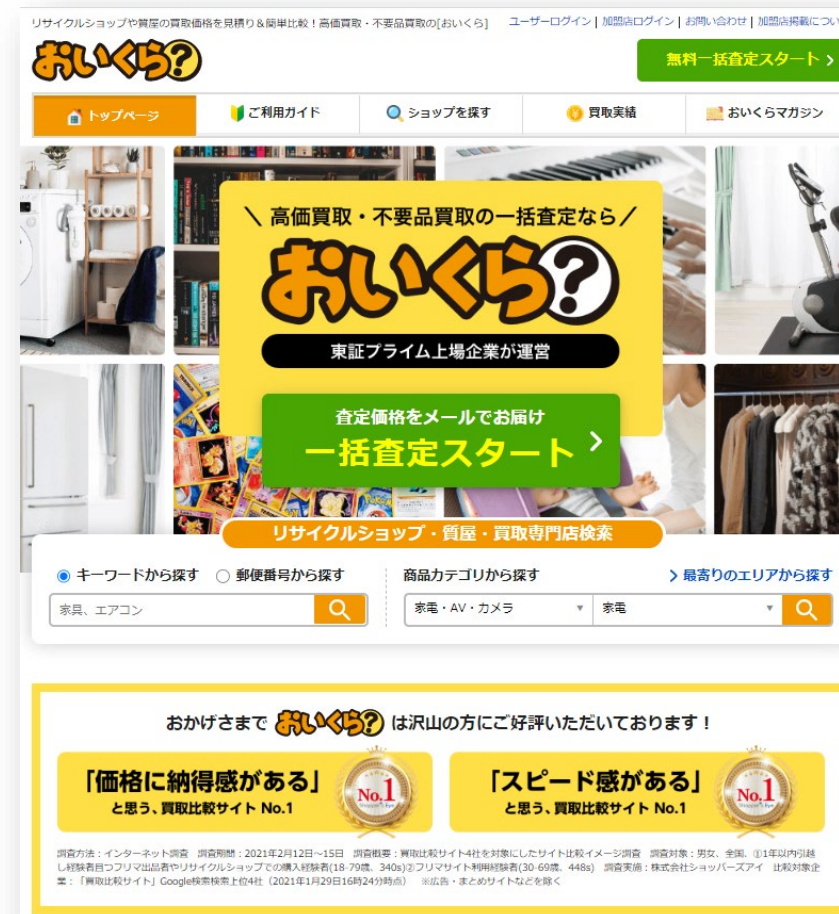 リサイクルショップや質屋の買取価格を見積り＆簡単比較！高価買取・不要品買取の[おいくら]
ユーザーログイン | 加盟店ログイン | お問い合わせ | 加盟店掲載につい
おいくら?
無料一括査定スタート
トップページ
ご利用ガイド
ショップを探す
買取実績
おいくらマガジン
＼ 高価買取・不要品買取の一括査定なら ／
おいくら?
東証プライム上場企業が運営
査定価格をメールでお届け
一括査定スタート
リサイクルショップ・質屋・買取専門店検索
キーワードから探す
郵便番号から探す
商品カテゴリから探す
最寄りのエリアから探す
家具、エアコン
家電・AV・カメラ
家電
おかげさまで おいくら? は沢山の方にご好評いただいております！
「価格に納得感がある」
と思う、買取比較サイト No.1
No.1
「スピード感がある」
と思う、買取比較サイト No.1
No.1
調査方法：インターネット調査　調査期間：2021年2月12日～15日　調査概要：買取比較サイト4社を対象にしたサイト比較イメージ調査　調査対象：男女、全国、①1年以内引越
し経験者且つフリマ出品者やリサイクルショップでの購入経験者(18-79歳、340s)②フリマサイト利用経験者(30-69歳、448s)　調査実施：株式会社ショッパーズアイ　比較対象企
業：「買取比較サイト」Google検索検索上位4社（2021年1月29日16時24分時点）　※広告・まとめサイトなどを除く